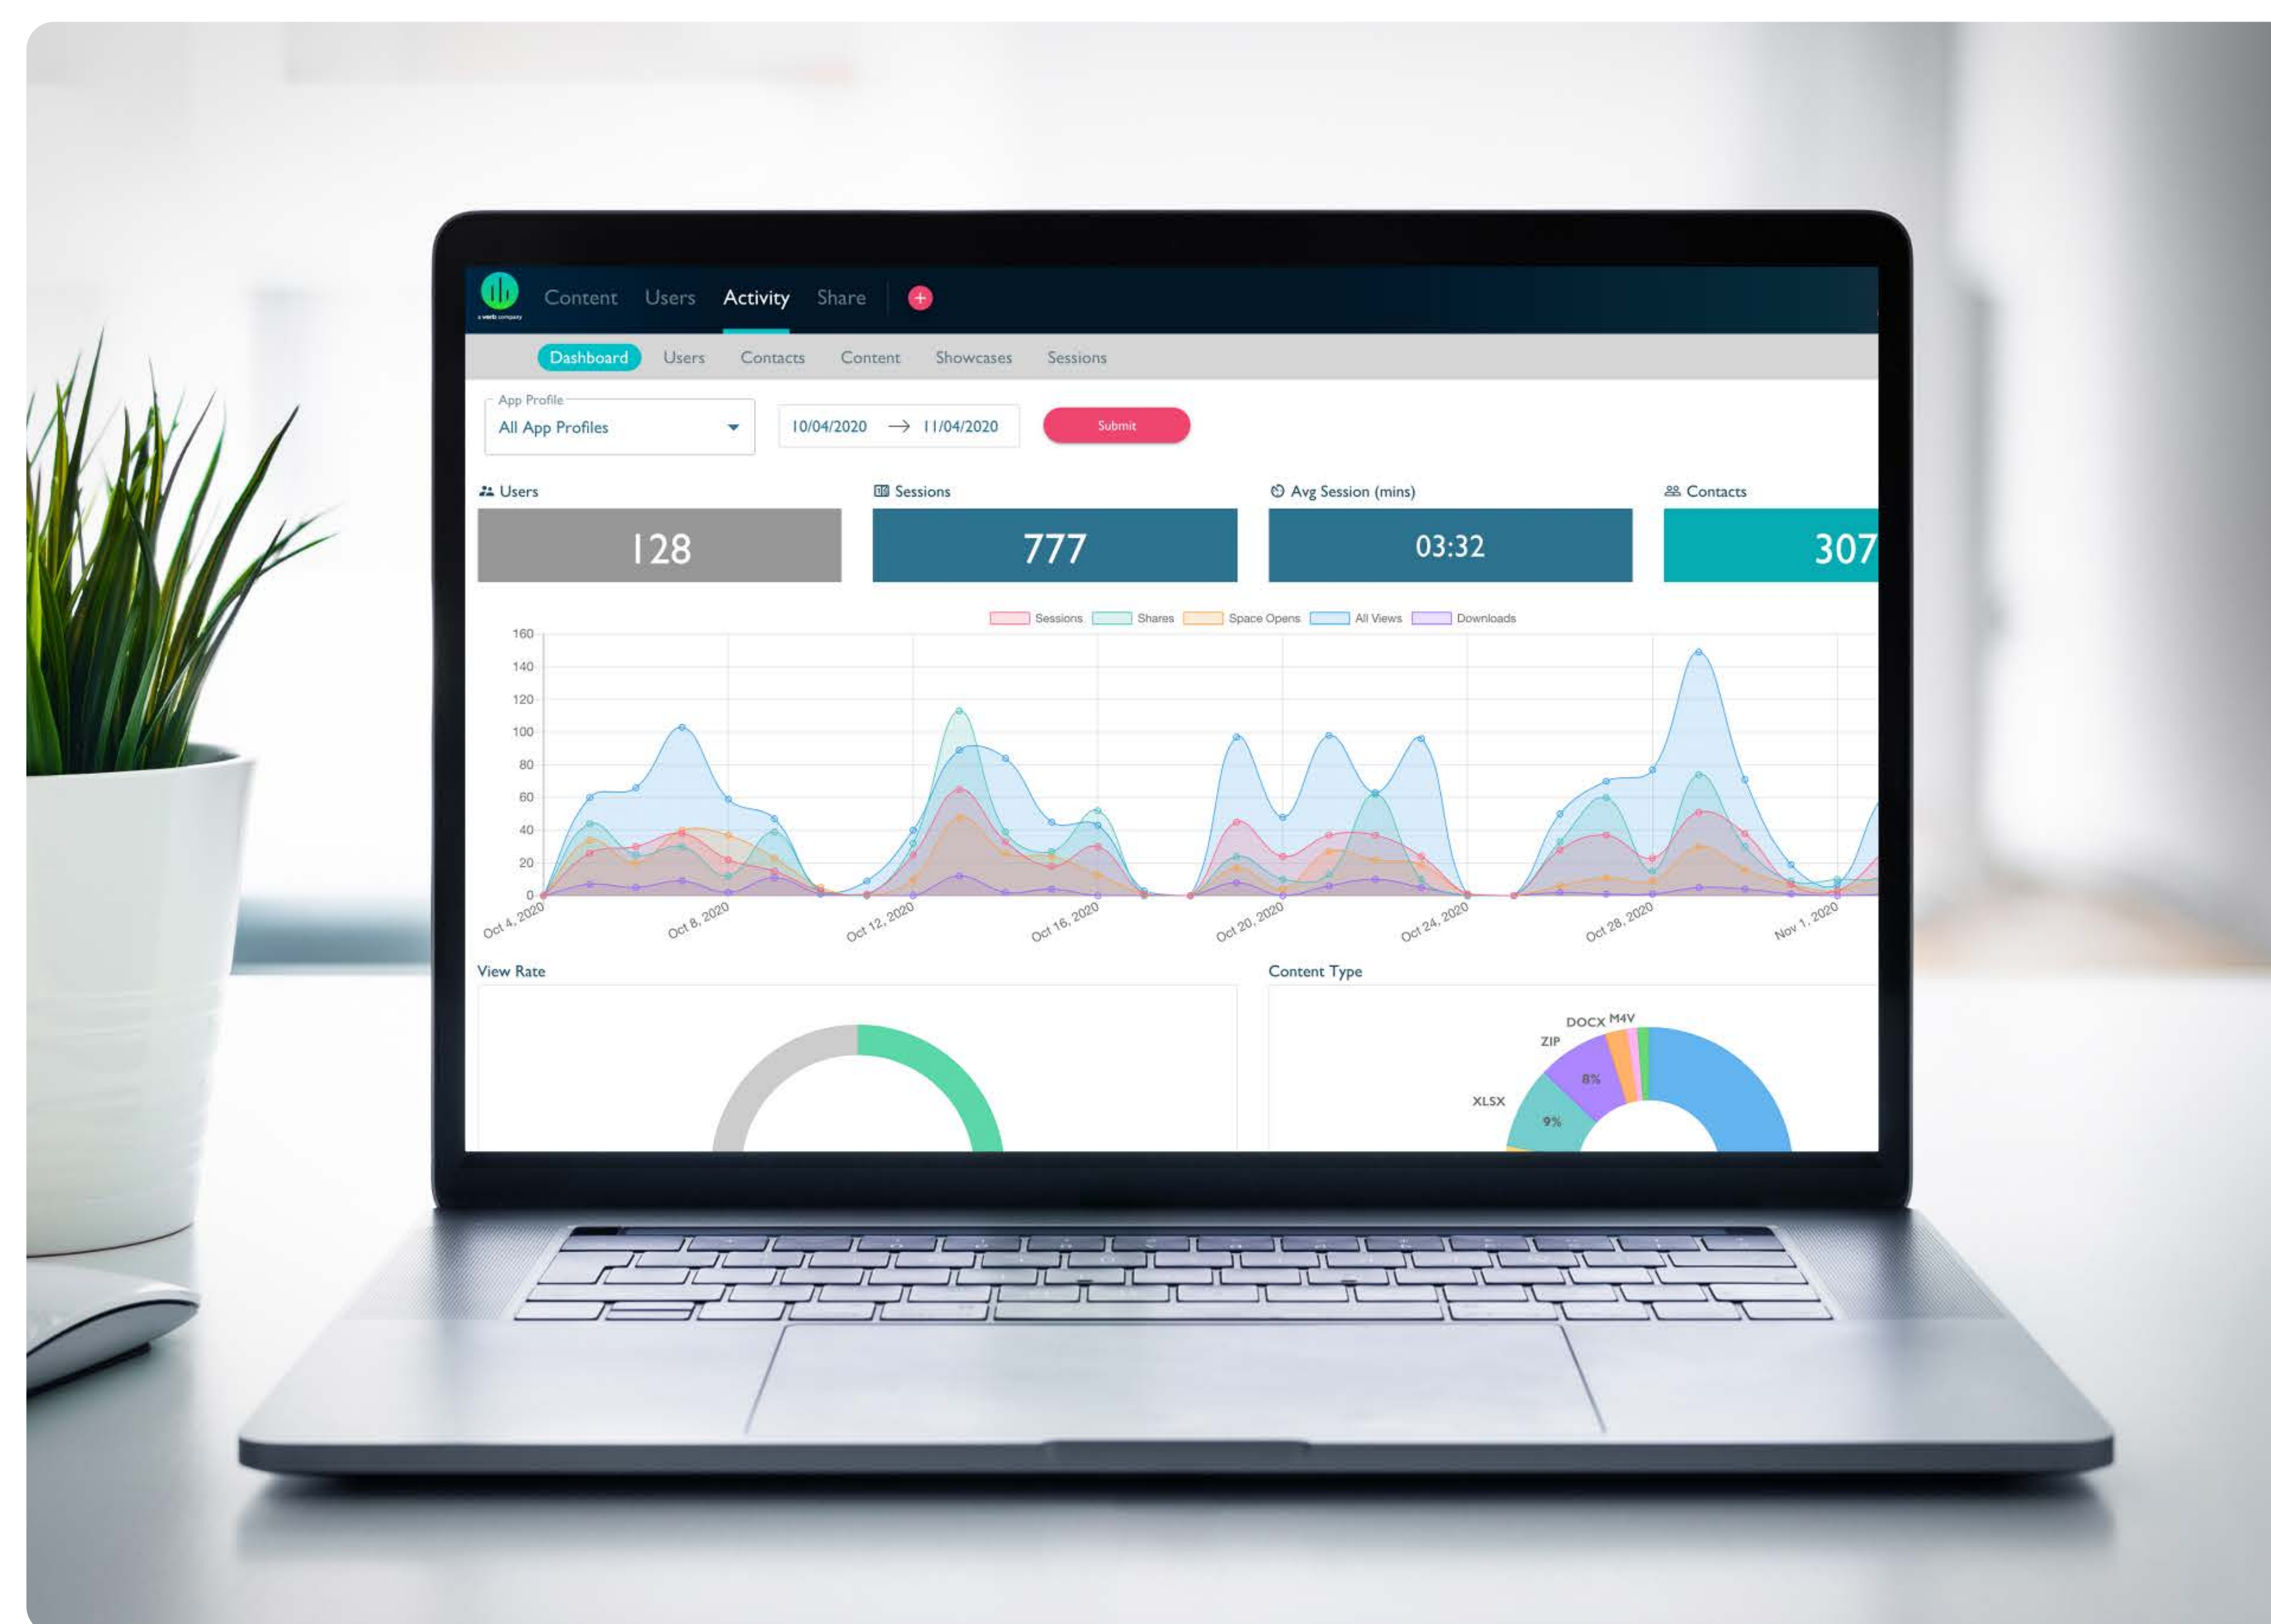 Content Users Activity Share +
a verb company
Dashboard Users Contacts Content Showcases Sessions
App Profile
All App Profiles
10/04/2020 → 11/04/2020
Submit
Users Sessions Avg Session (mins) Contacts
128 777 03:32 307
Sessions Shares Space Opens All Views Downloads
160
140
120
100
80
60
40
20
0
Oct 4, 2020 Oct 8, 2020 Oct 12, 2020 Oct 16, 2020 Oct 20, 2020 Oct 24, 2020 Oct 28, 2020 Nov 1, 2020
View Rate Content Type
DOCX M4V
ZIP
8%
XLSX
9%